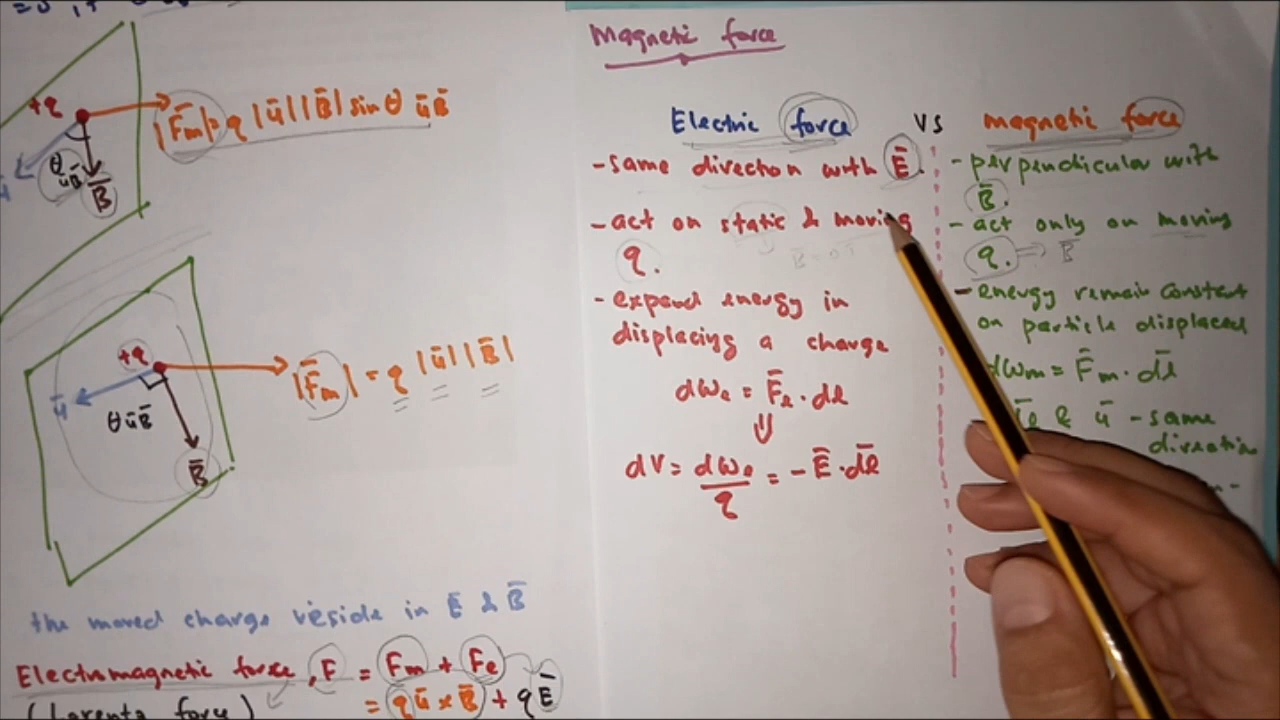 +q
|F̄m| = q |ū| |B̄| sin θ ūB̄
θ
ūB̄
B̄
+q
|F̄m| = q |ū| |B̄|
ū
θ ūB̄
B̄
the moved charge reside in Ē & B̄
Electromagnetic force, F = Fm + Fe
(Lorentz force) = qū × B̄ + qĒ
Magnetic force
Electric force VS magnetic force
- same direction with Ē.
- act on static & moving
q.
- expend energy in
displacing a charge
dWe = F̄e · dl
⇓
dV = dWe/q = - Ē · dl̄
- perpendicular with
B̄.
- act only on moving
q. ⇒ B̄
- energy remain constant
on particle displaced
dWm = F̄m · dl̄
& ū - same
direction